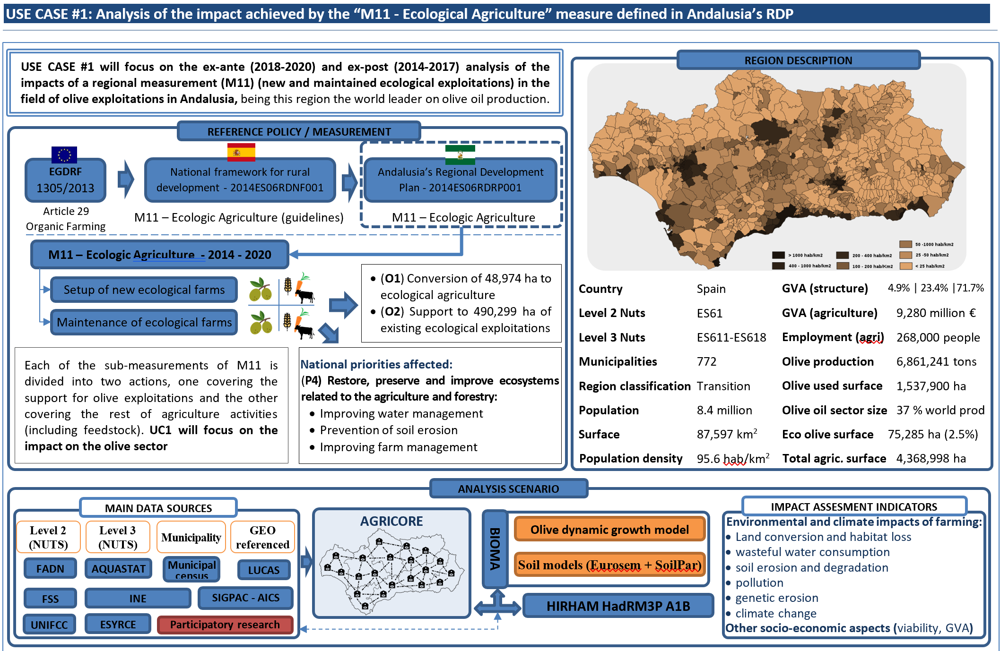 USE CASE #1: Analysis of the impact achieved by the “M11 - Ecological Agriculture” measure defined in Andalusia’s RDP
USE CASE #1 will focus on the ex-ante (2018-2020) and ex-post (2014-2017) analysis of the
impacts of a regional measurement (M11) (new and maintained ecological exploitations) in the
field of olive exploitations in Andalusia, being this region the world leader on olive oil production.
REFERENCE POLICY / MEASUREMENT
EGDRF
1305/2013
Article 29
Organic Farming
National framework for rural
development - 2014ES06RDNF001
M11 – Ecologic Agriculture (guidelines)
Andalusia’s Regional Development
Plan - 2014ES06RDRP001
M11 – Ecologic Agriculture
M11 – Ecologic Agriculture - 2014 - 2020
Setup of new ecological farms
Maintenance of ecological farms
• (O1) Conversion of 48,974 ha to
ecological agriculture
• (O2) Support to 490,299 ha of
existing ecological exploitations
Each of the sub-measurements of M11 is
divided into two actions, one covering the
support for olive exploitations and the other
covering the rest of agriculture activities
(including feedstock). UC1 will focus on the
impact on the olive sector
National priorities affected:
(P4) Restore, preserve and improve ecosystems
related to the agriculture and forestry:
• Improving water management
• Prevention of soil erosion
• Improving farm management
REGION DESCRIPTION
50 -1000 hab/km2
> 1000 hab/km2
200 - 400 hab/km2
25 -50 hab/km2
400 - 1000 hab/km2
100 - 200 hab/Km2
< 25 hab/km2
Country Spain GVA (structure) 4.9% | 23.4% |71.7%
Level 2 Nuts ES61 GVA (agriculture) 9,280 million €
Level 3 Nuts ES611-ES618 Employment (agri) 268,000 people
Municipalities 772 Olive production 6,861,241 tons
Region classification Transition Olive used surface 1,537,900 ha
Population 8.4 million Olive oil sector size 37 % world prod
Surface 87,597 km2 Eco olive surface 75,285 ha (2.5%)
Population density 95.6 hab/km2 Total agric. surface 4,368,998 ha
ANALYSIS SCENARIO
MAIN DATA SOURCES
Level 2
(NUTS)
Level 3
(NUTS)
Municipality
GEO
referenced
FADN
AQUASTAT
Municipal
census
LUCAS
FSS
INE
SIGPAC - AICS
UNIFCC
ESYRCE
Participatory research
AGRICORE
BIOMA
Olive dynamic growth model
Soil models (Eurosem + SoilPar)
HIRHAM HadRM3P A1B
IMPACT ASSESMENT INDICATORS
Environmental and climate impacts of farming:
• Land conversion and habitat loss
• wasteful water consumption
• soil erosion and degradation
• pollution
• genetic erosion
• climate change
Other socio-economic aspects (viability, GVA)